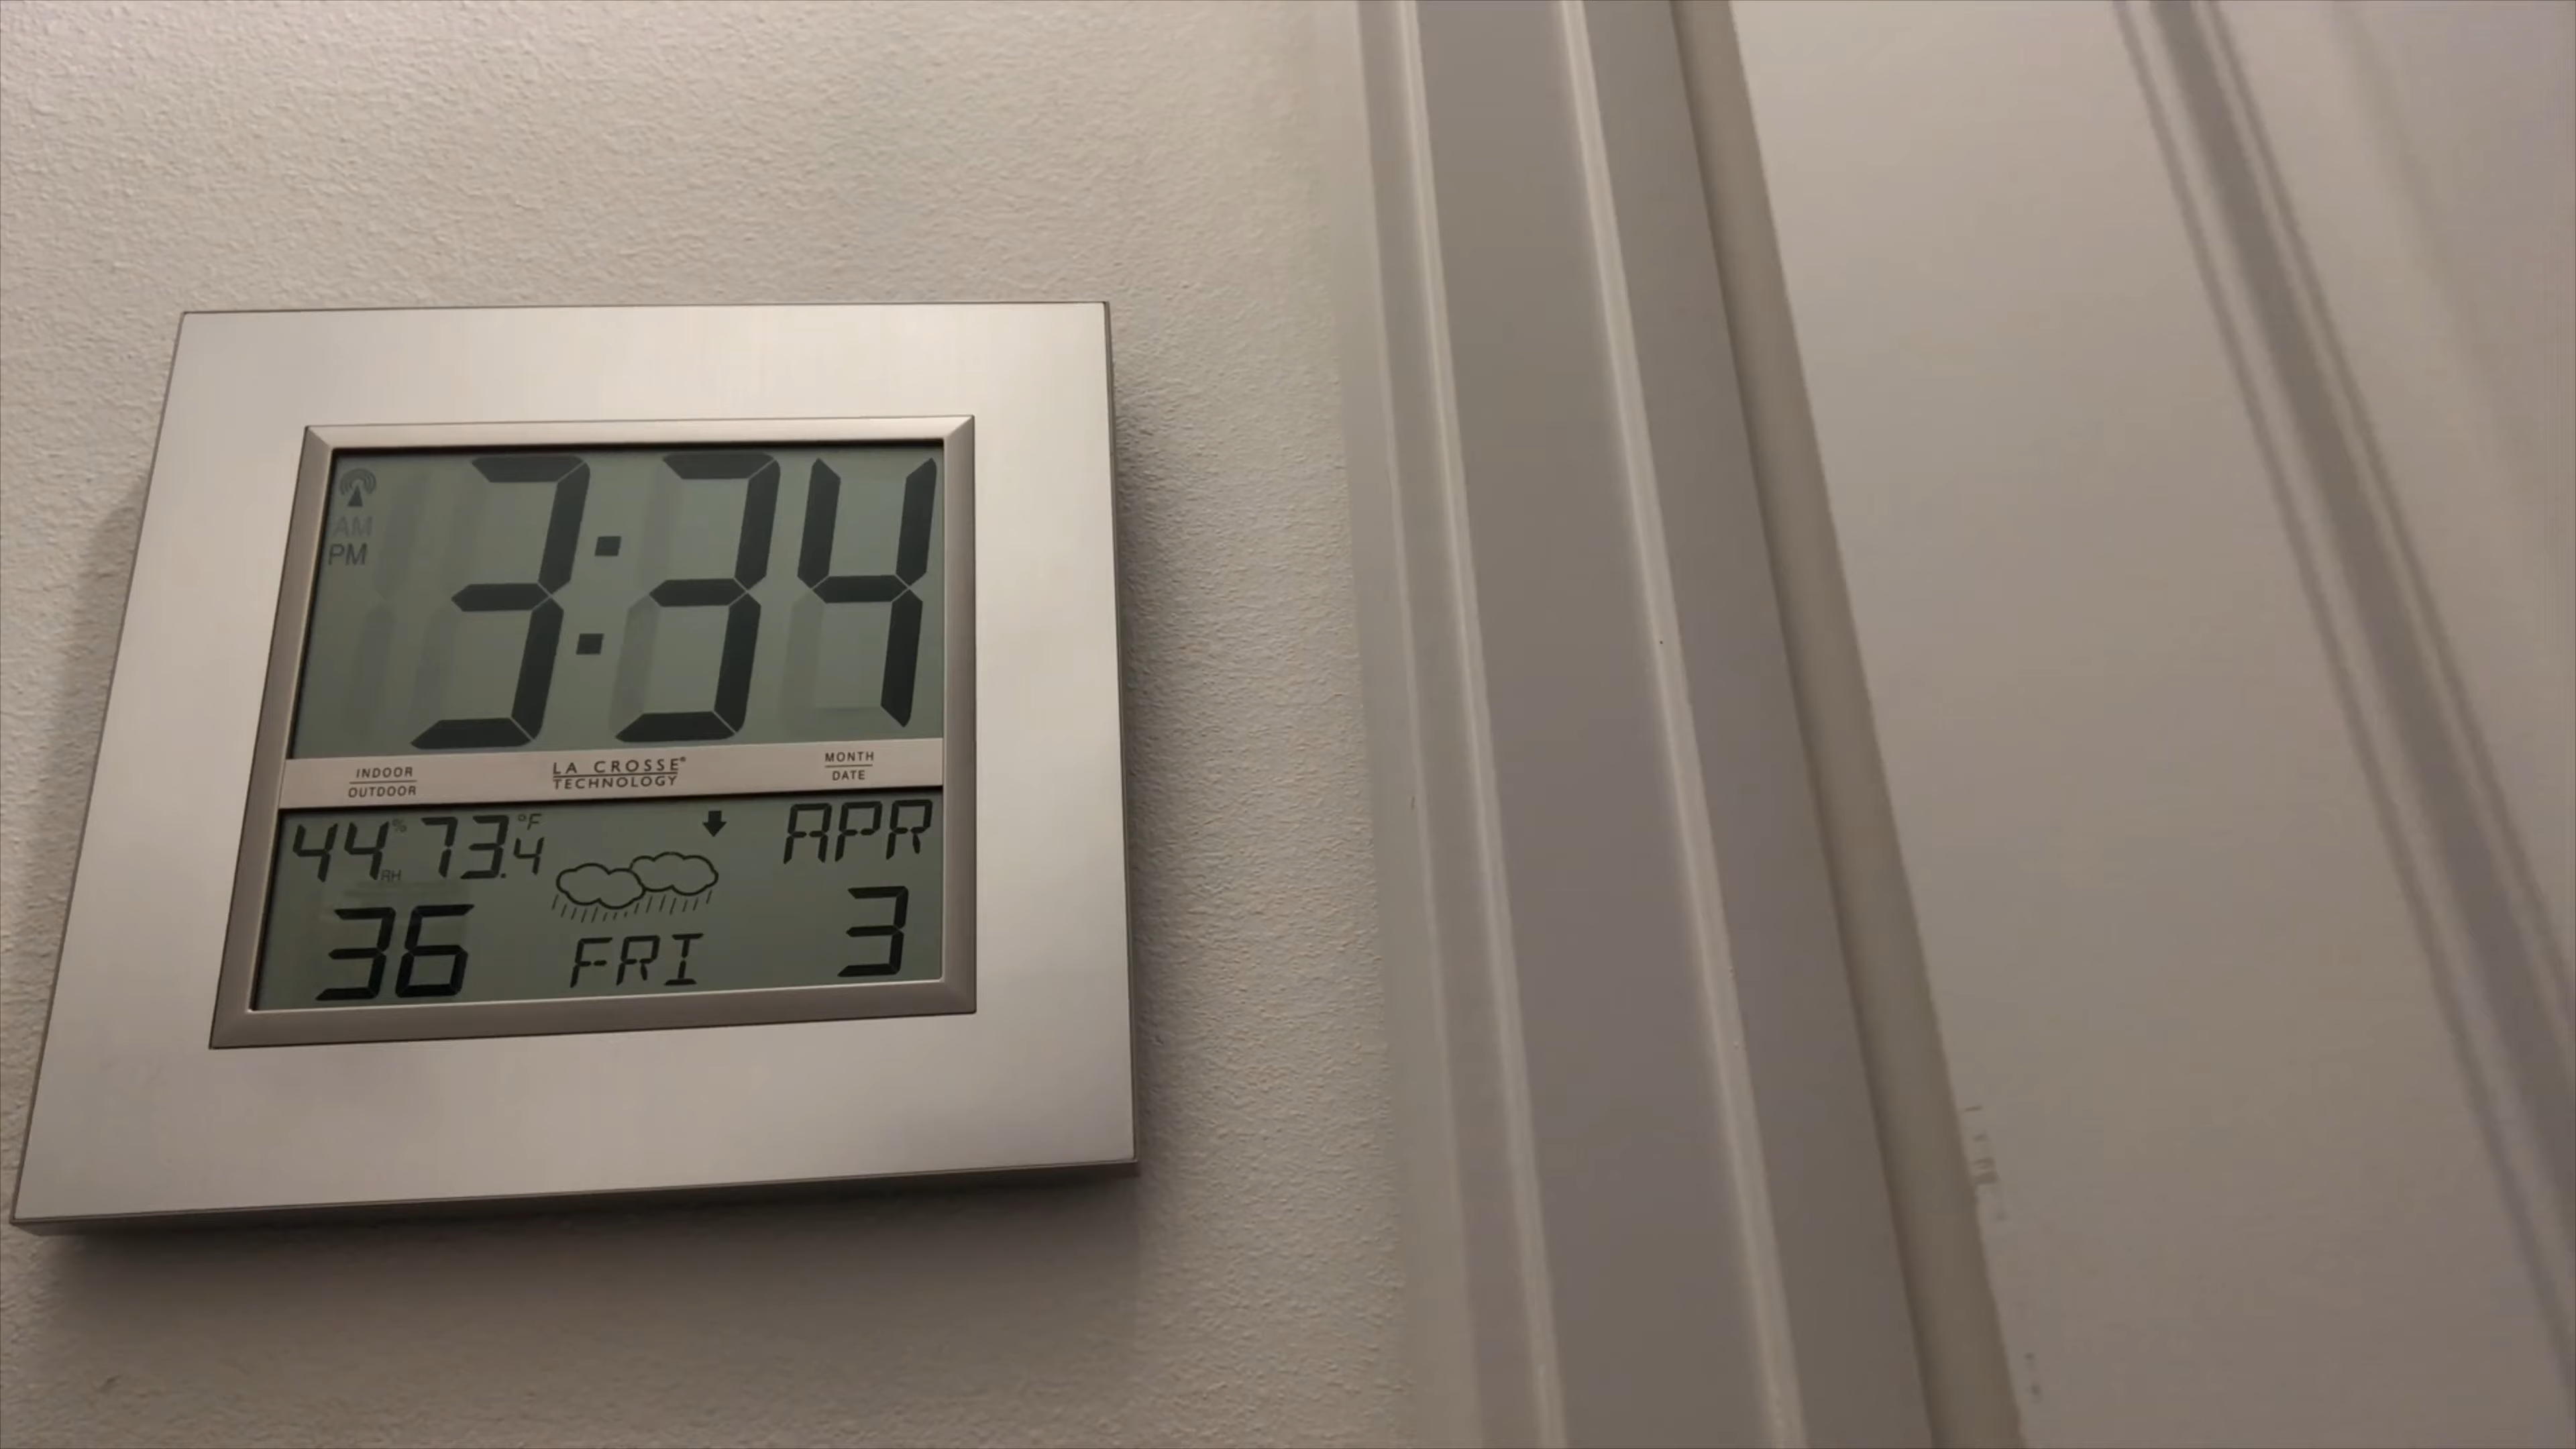 AM
PM
3:34
INDOOR
OUTDOOR
LA CROSSE®
TECHNOLOGY
MONTH
DATE
44% RH 73.4 °F
APR
36
FRI
3